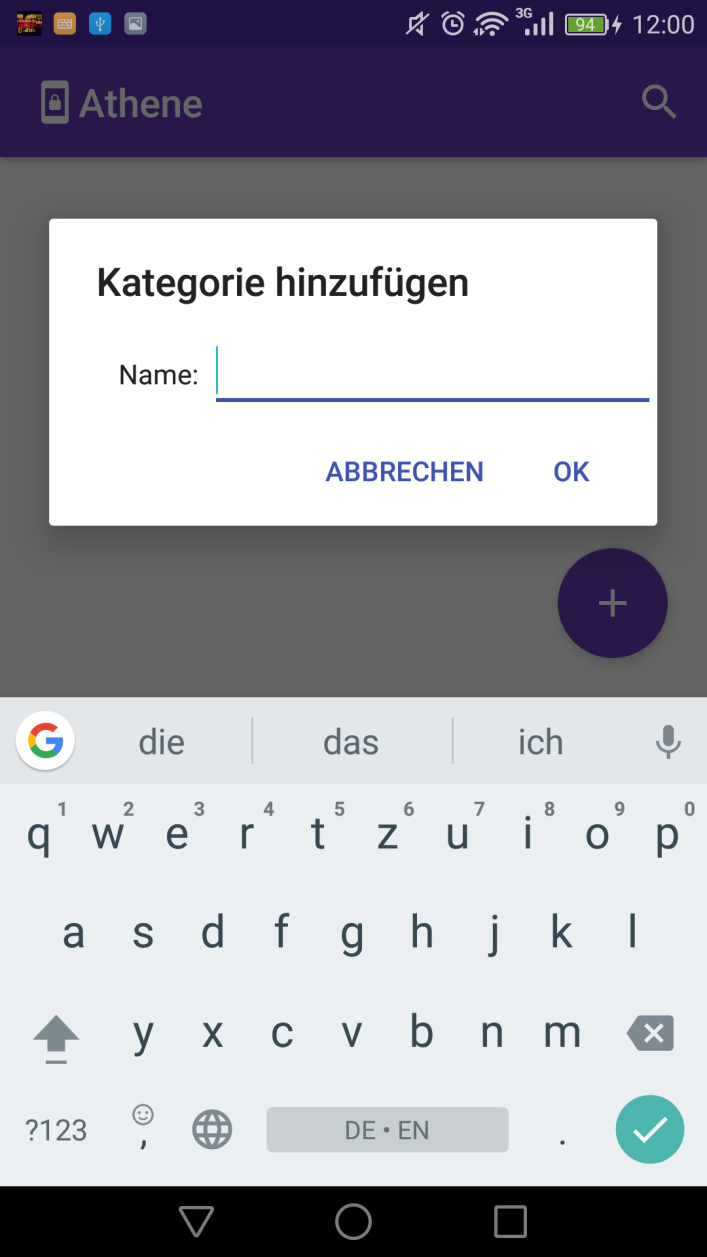 3G 94 12:00
Athene
Kategorie hinzufügen
Name:
ABBRECHEN OK
die das ich
1 2 3 4 5 6 7 8 9 0
q w e r t z u i o p
a s d f g h j k l
y x c v b n m
?123 , DE • EN .